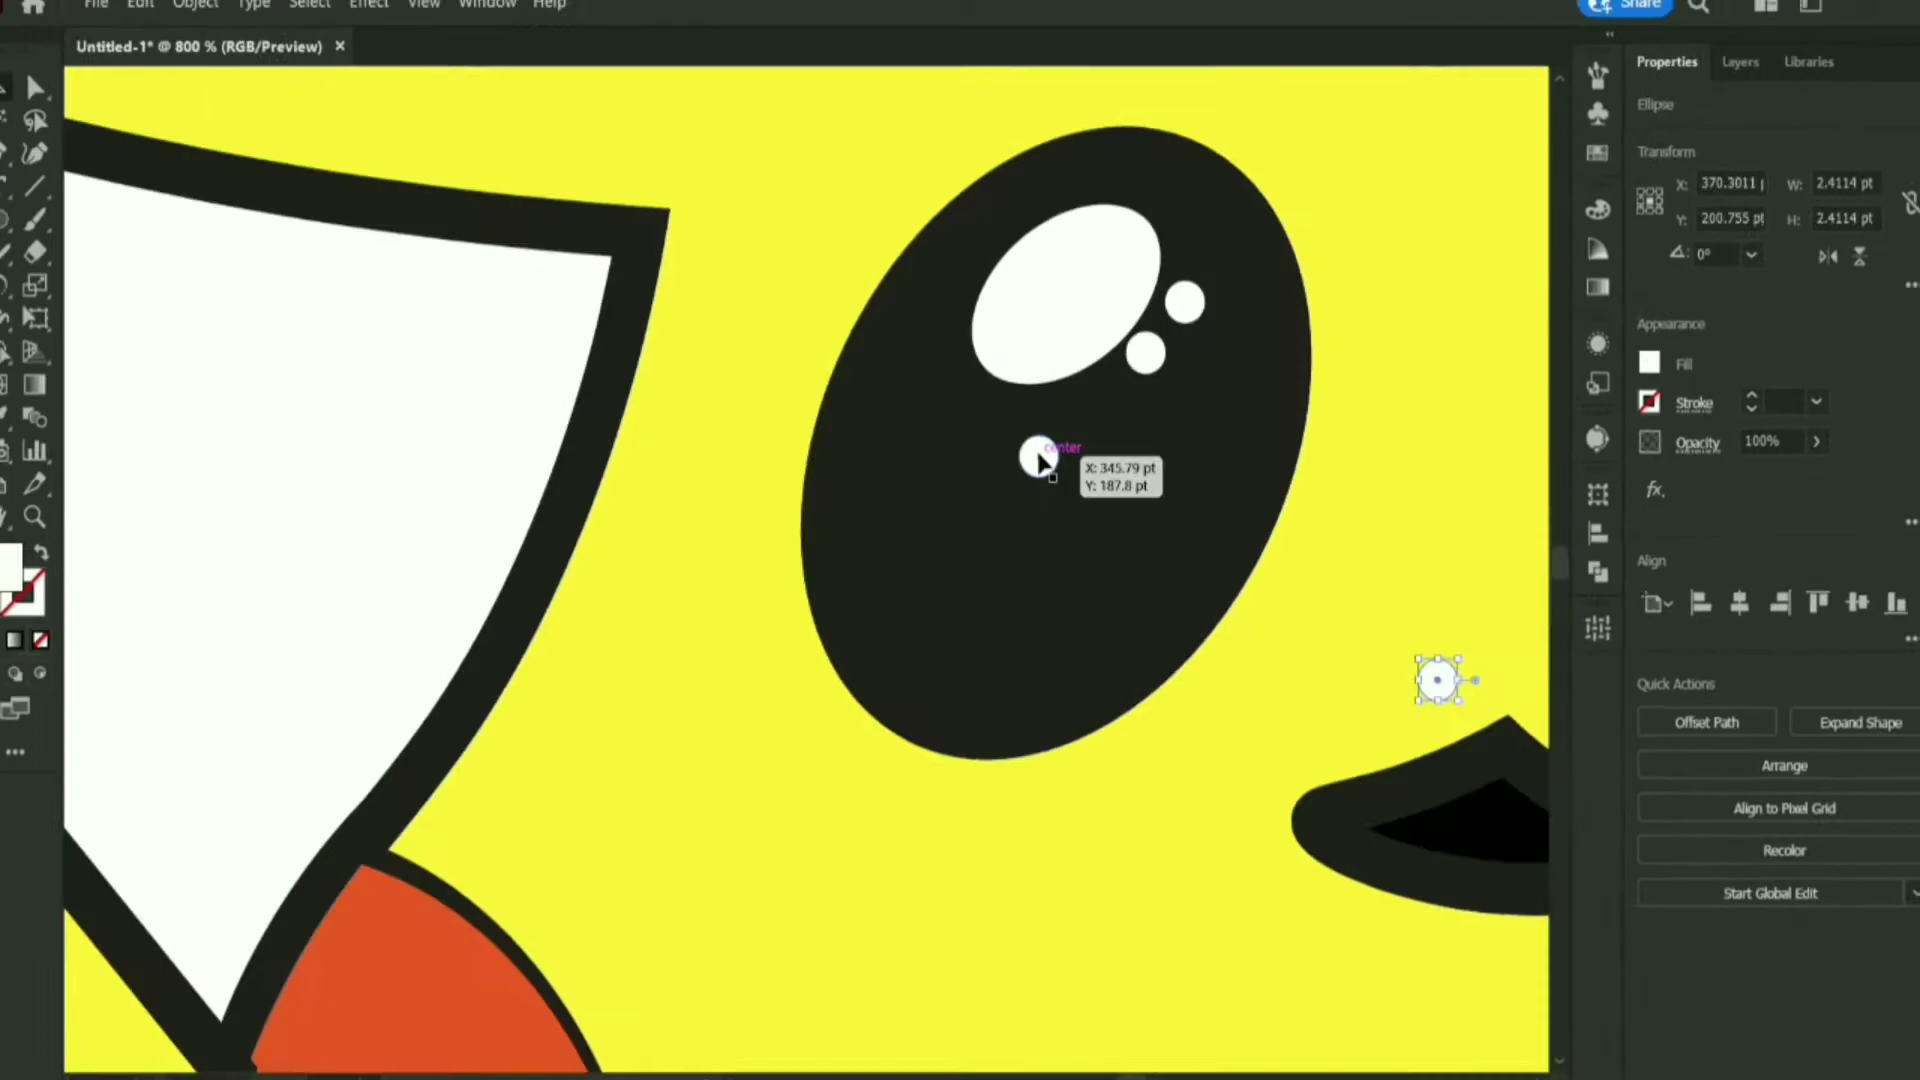 File Edit Object Type Select Effect View Window Help
Share
Untitled-1* @ 800 % (RGB/Preview) ×
Properties Layers Libraries
Ellipse
Transform
X: 370.3011 W: 2.4114 pt
Y: 200.755 pt H: 2.4114 pt
0°
Appearance
Fill
Stroke
Opacity 100%
fx.
Align
Quick Actions
Offset Path Expand Shape
Arrange
Align to Pixel Grid
Recolor
Start Global Edit
center
X: 345.79 pt
Y: 187.8 pt